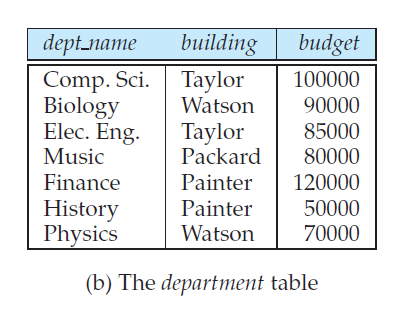 dept_name building budget
Comp. Sci. Taylor 100000
Biology Watson 90000
Elec. Eng. Taylor 85000
Music Packard 80000
Finance Painter 120000
History Painter 50000
Physics Watson 70000
(b) The department table